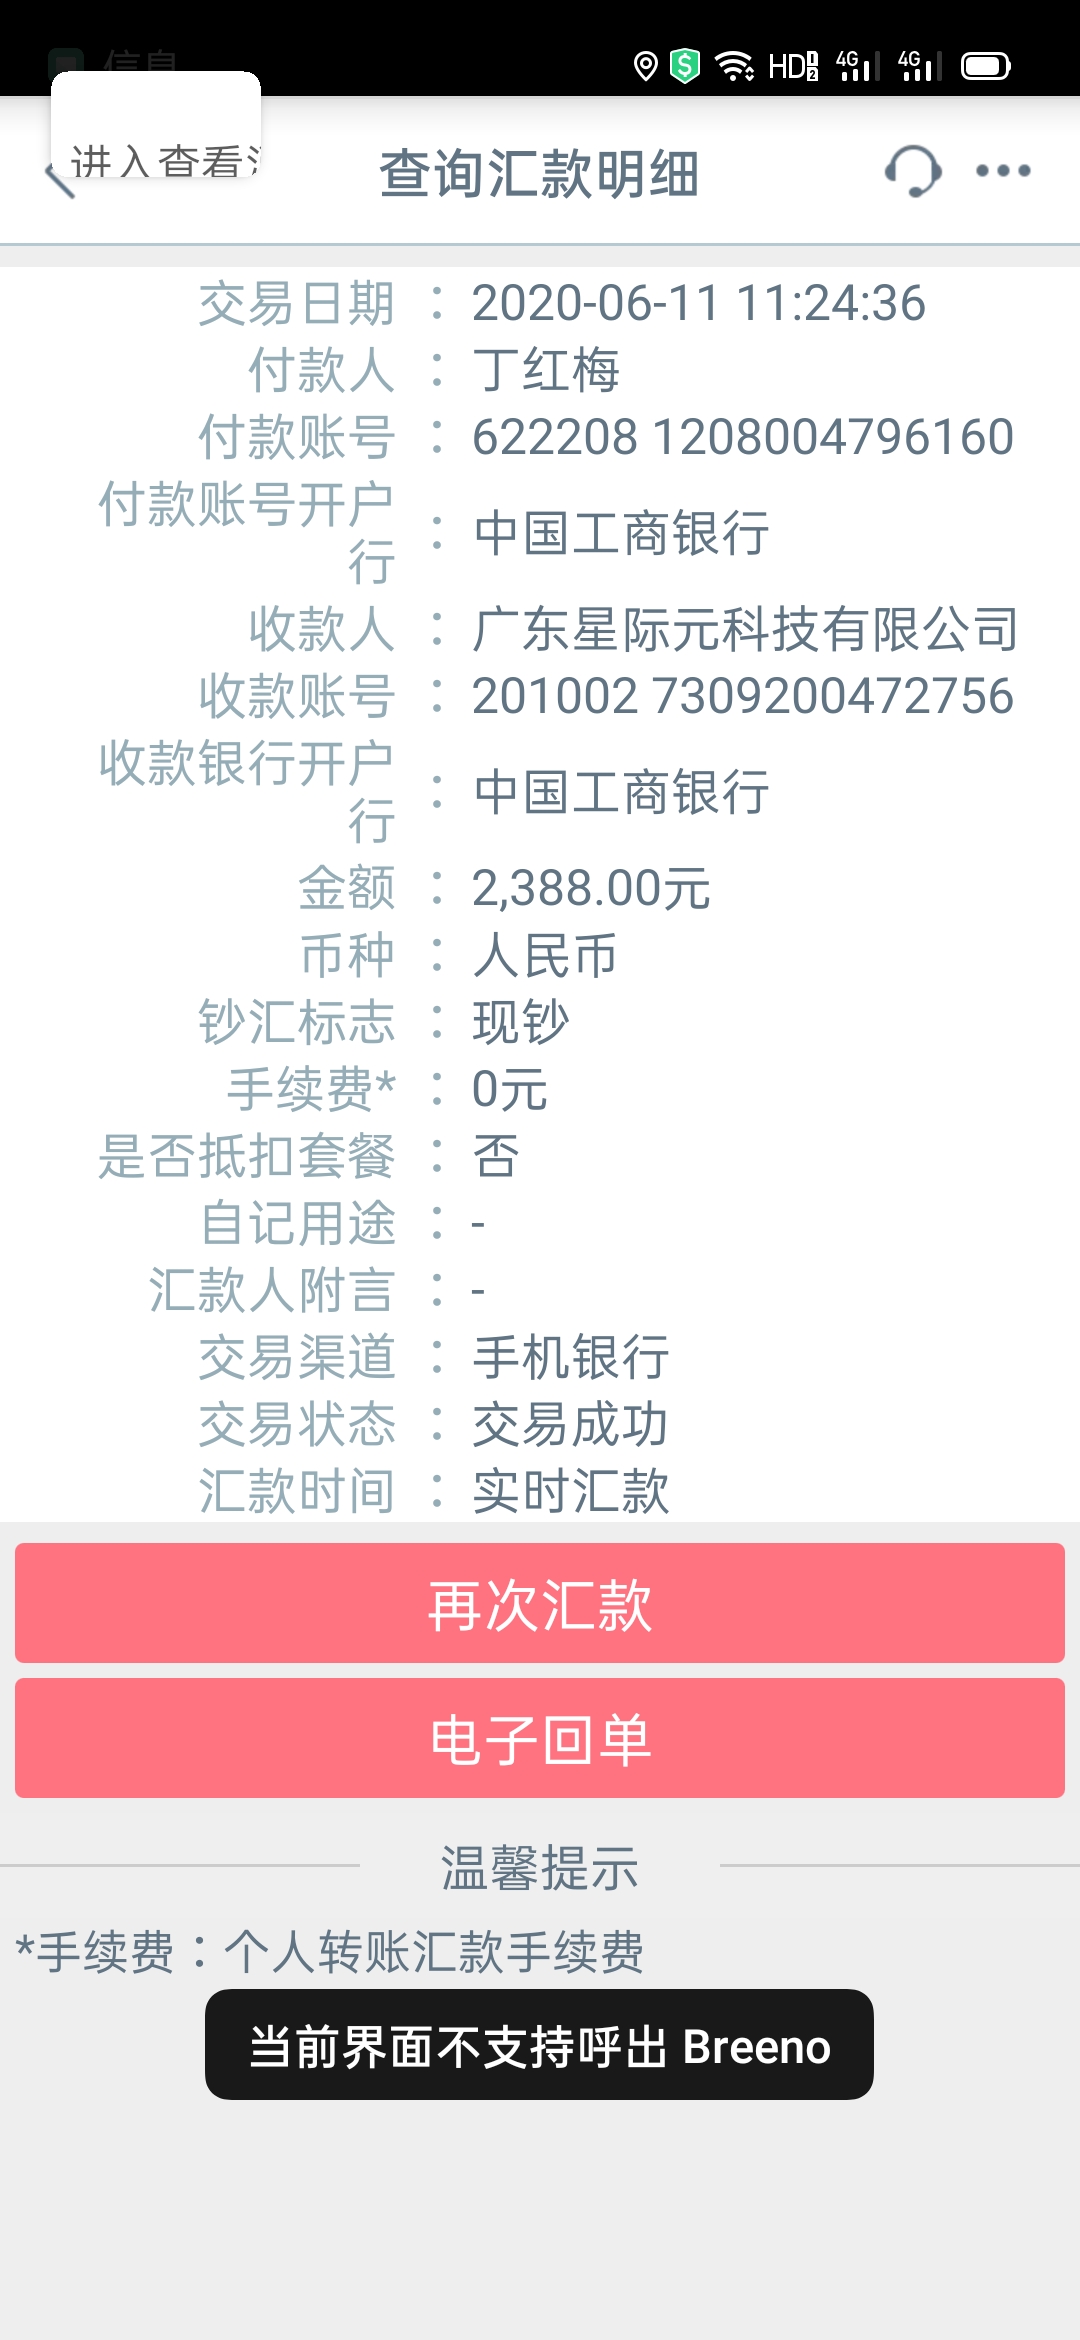 信息
HD 4G 4G
进入查看
查询汇款明细
交易日期 : 2020-06-11 11:24:36
付款人 : 丁红梅
付款账号 : 622208 1208004796160
付款账号开户
行 : 中国工商银行
收款人 : 广东星际元科技有限公司
收款账号 : 201002 7309200472756
收款银行开户
行 : 中国工商银行
金额 : 2,388.00元
币种 : 人民币
钞汇标志 : 现钞
手续费* : 0元
是否抵扣套餐 : 否
自记用途 : -
汇款人附言 : -
交易渠道 : 手机银行
交易状态 : 交易成功
汇款时间 : 实时汇款
再次汇款
电子回单
温馨提示
*手续费：个人转账汇款手续费
当前界面不支持呼出 Breeno